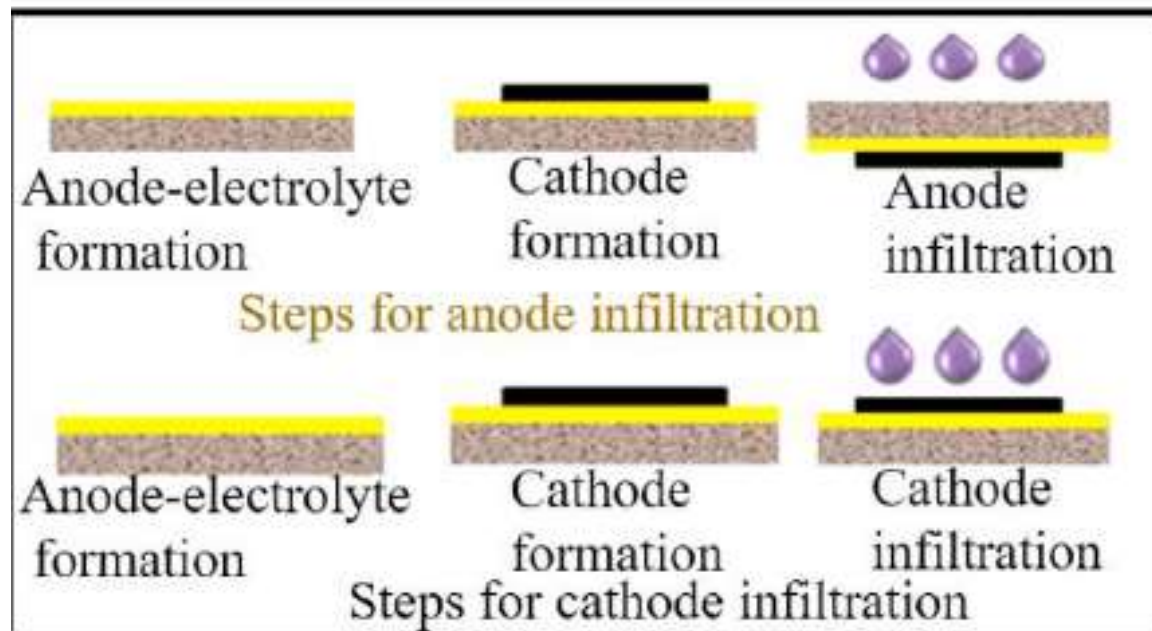 Anode-electrolyte
formation
Cathode
formation
Anode
infiltration
Steps for anode infiltration
Anode-electrolyte
formation
Cathode
formation
Cathode
infiltration
Steps for cathode infiltration